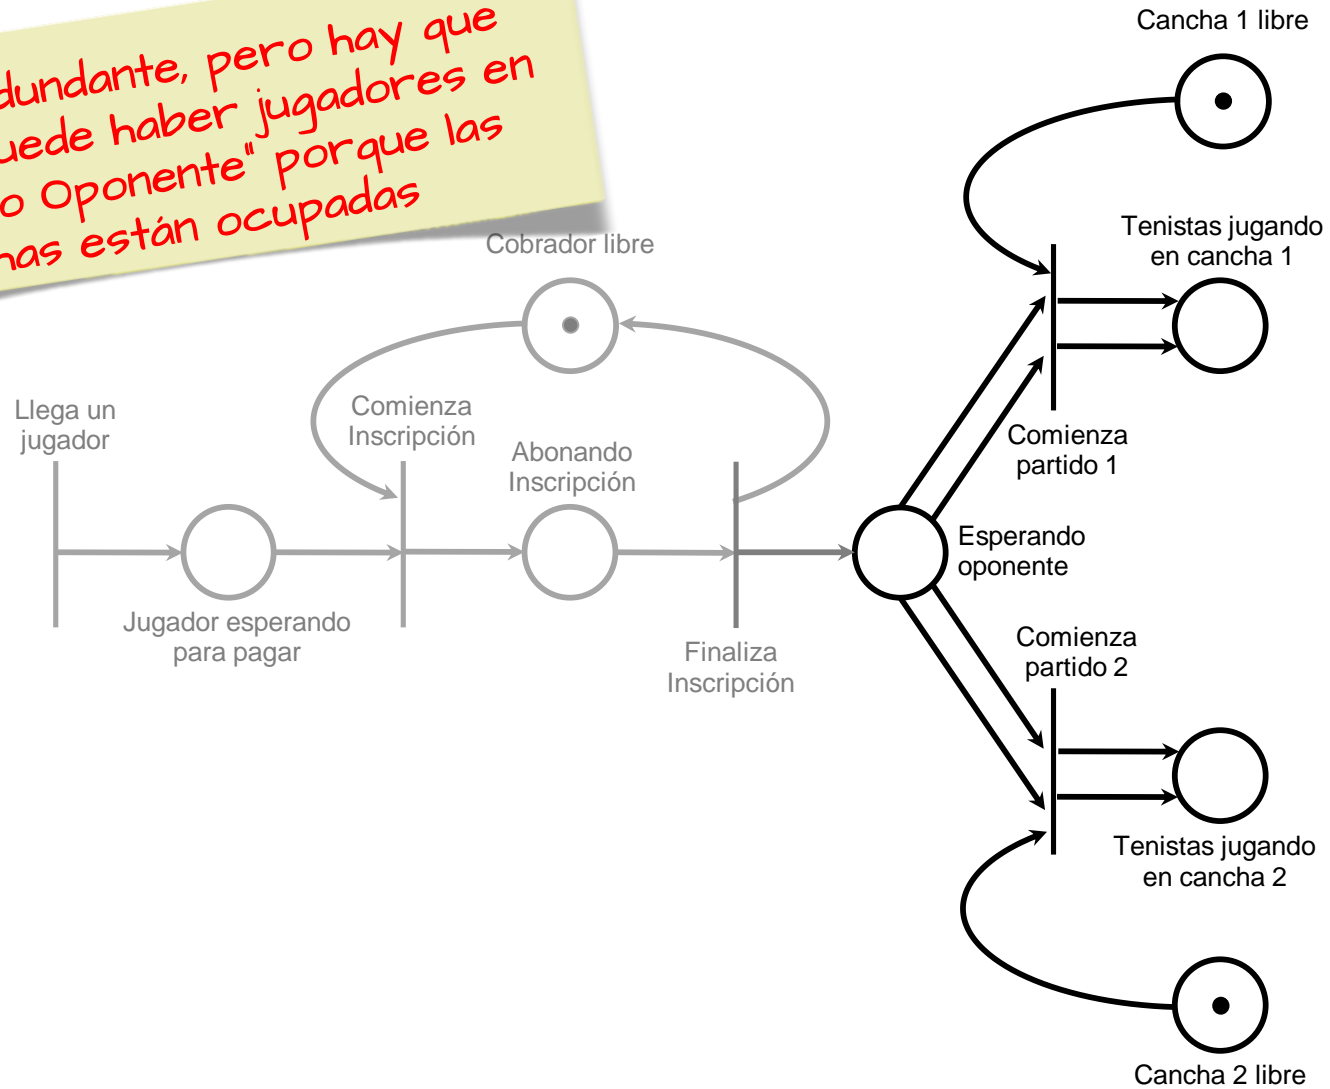 dundante, pero hay que
uede haber jugadores en
o Oponente" porque las
nas están ocupadas
Cancha 1 libre
Tenistas jugando
en cancha 1
Cobrador libre
Llega un
jugador
Comienza
Inscripción
Abonando
Inscripción
Comienza
partido 1
Esperando
oponente
Jugador esperando
para pagar
Finaliza
Inscripción
Comienza
partido 2
Tenistas jugando
en cancha 2
Cancha 2 libre